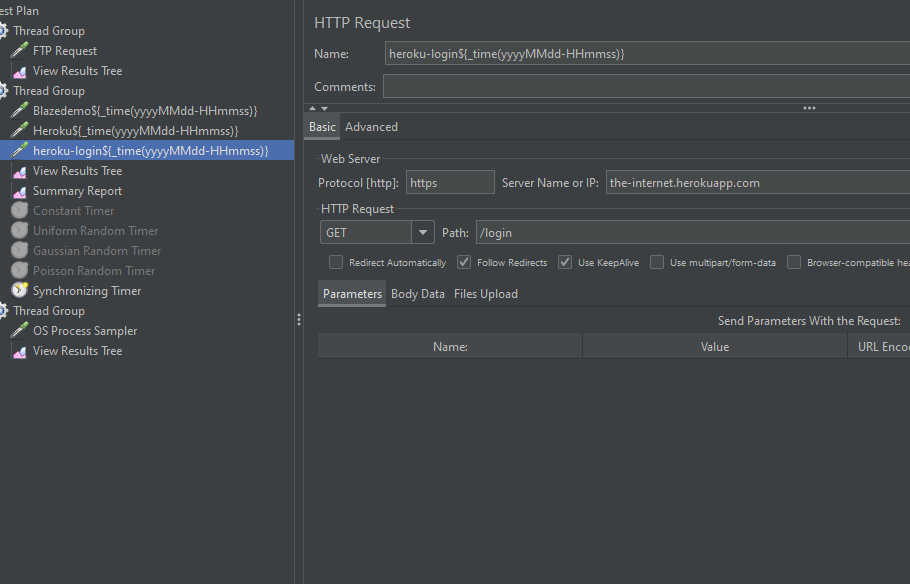 est Plan
Thread Group
FTP Request
View Results Tree
Thread Group
Blazedemo${_time(yyyyMMdd-HHmmss)}
Heroku${_time(yyyyMMdd-HHmmss)}
heroku-login${_time(yyyyMMdd-HHmmss)}
View Results Tree
Summary Report
Constant Timer
Uniform Random Timer
Gaussian Random Timer
Poisson Random Timer
Synchronizing Timer
Thread Group
OS Process Sampler
View Results Tree
HTTP Request
Name: heroku-login${_time(yyyyMMdd-HHmmss)}
Comments:
Basic Advanced
Web Server
Protocol [http]: https Server Name or IP: the-internet.herokuapp.com
HTTP Request
GET Path: /login
Redirect Automatically Follow Redirects Use KeepAlive Use multipart/form-data Browser-compatible hea
Parameters Body Data Files Upload
Send Parameters With the Request:
Name: Value URL Enco